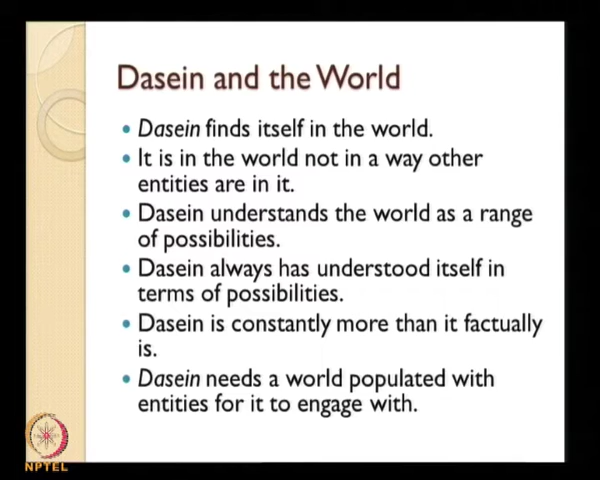 Dasein and the World
• Dasein finds itself in the world.
• It is in the world not in a way other
entities are in it.
• Dasein understands the world as a range
of possibilities.
• Dasein always has understood itself in
terms of possibilities.
• Dasein is constantly more than it factually
is.
• Dasein needs a world populated with
entities for it to engage with.
NPTEL